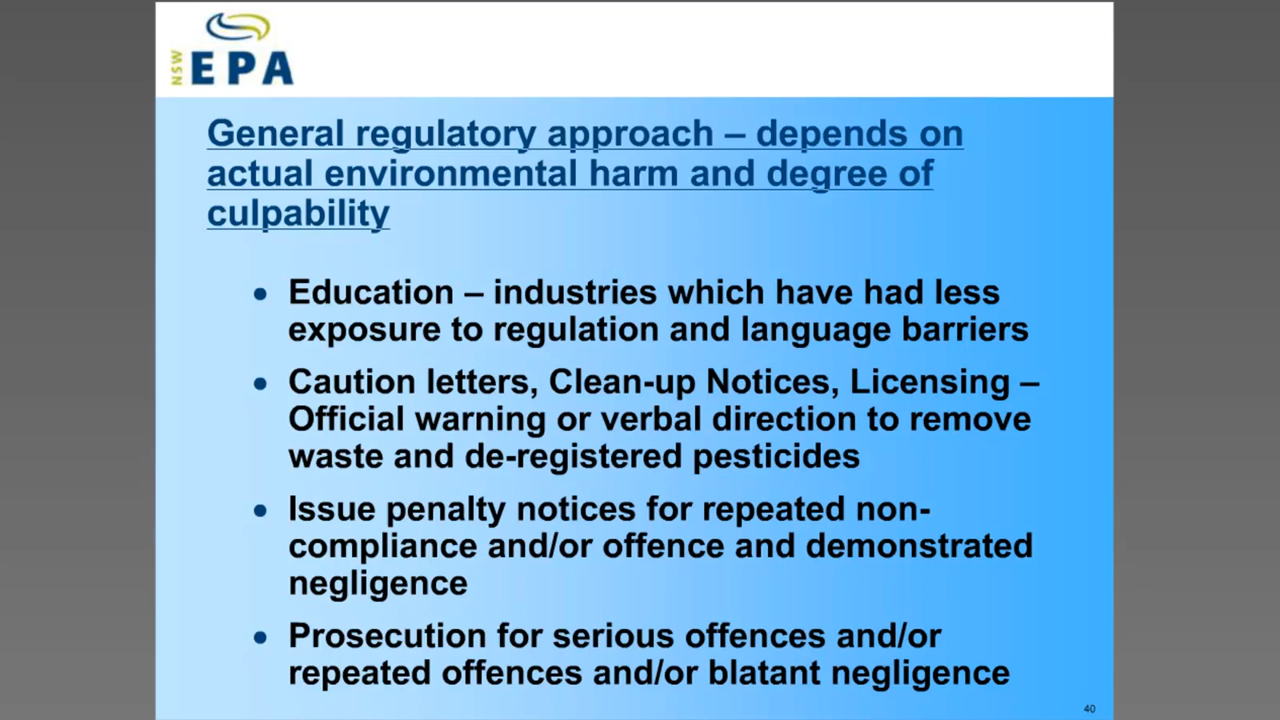 NSW EPA
General regulatory approach – depends on
actual environmental harm and degree of
culpability
• Education – industries which have had less
exposure to regulation and language barriers
• Caution letters, Clean-up Notices, Licensing –
Official warning or verbal direction to remove
waste and de-registered pesticides
• Issue penalty notices for repeated non-
compliance and/or offence and demonstrated
negligence
• Prosecution for serious offences and/or
repeated offences and/or blatant negligence
40